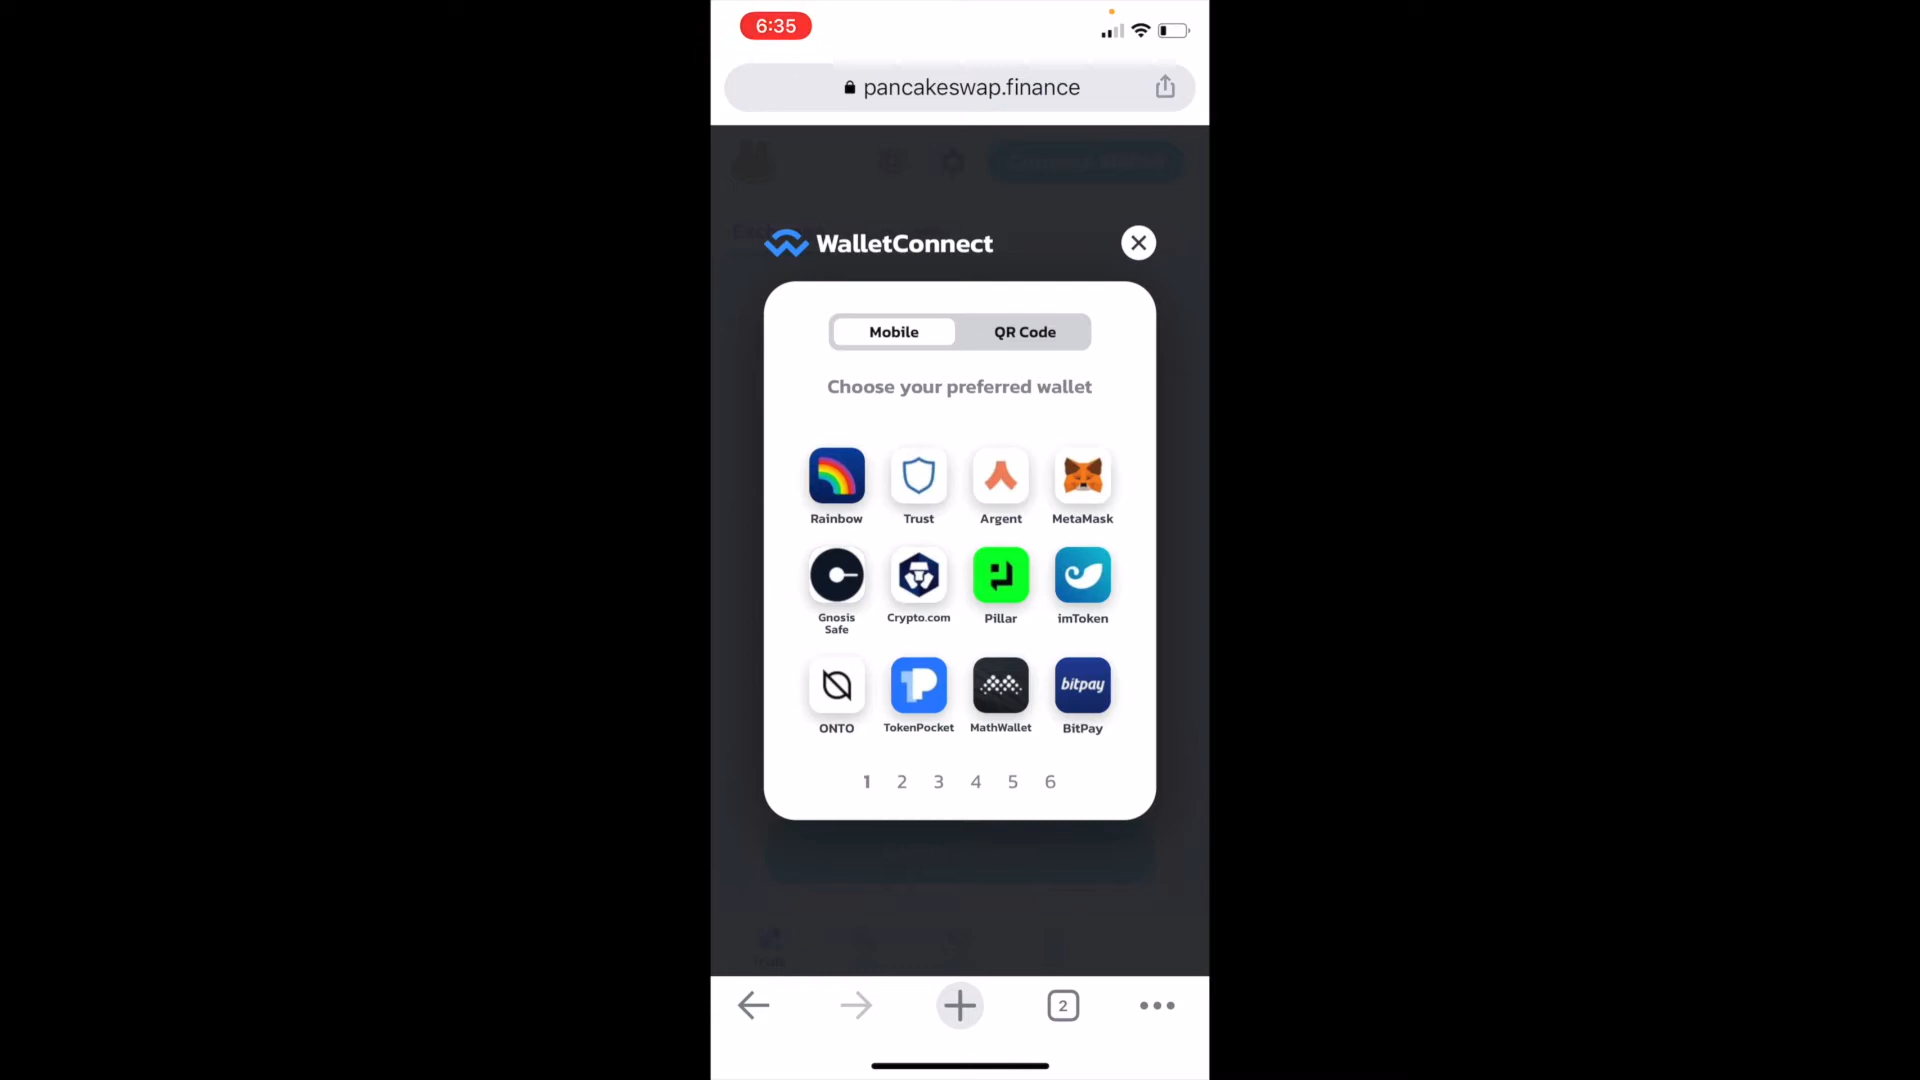 6:35
pancakeswap.finance
WalletConnect
Mobile QR Code
Choose your preferred wallet
Rainbow Trust Argent MetaMask
Gnosis Safe Crypto.com Pillar imToken
ONTO TokenPocket MathWallet bitpay BitPay
1 2 3 4 5 6
2